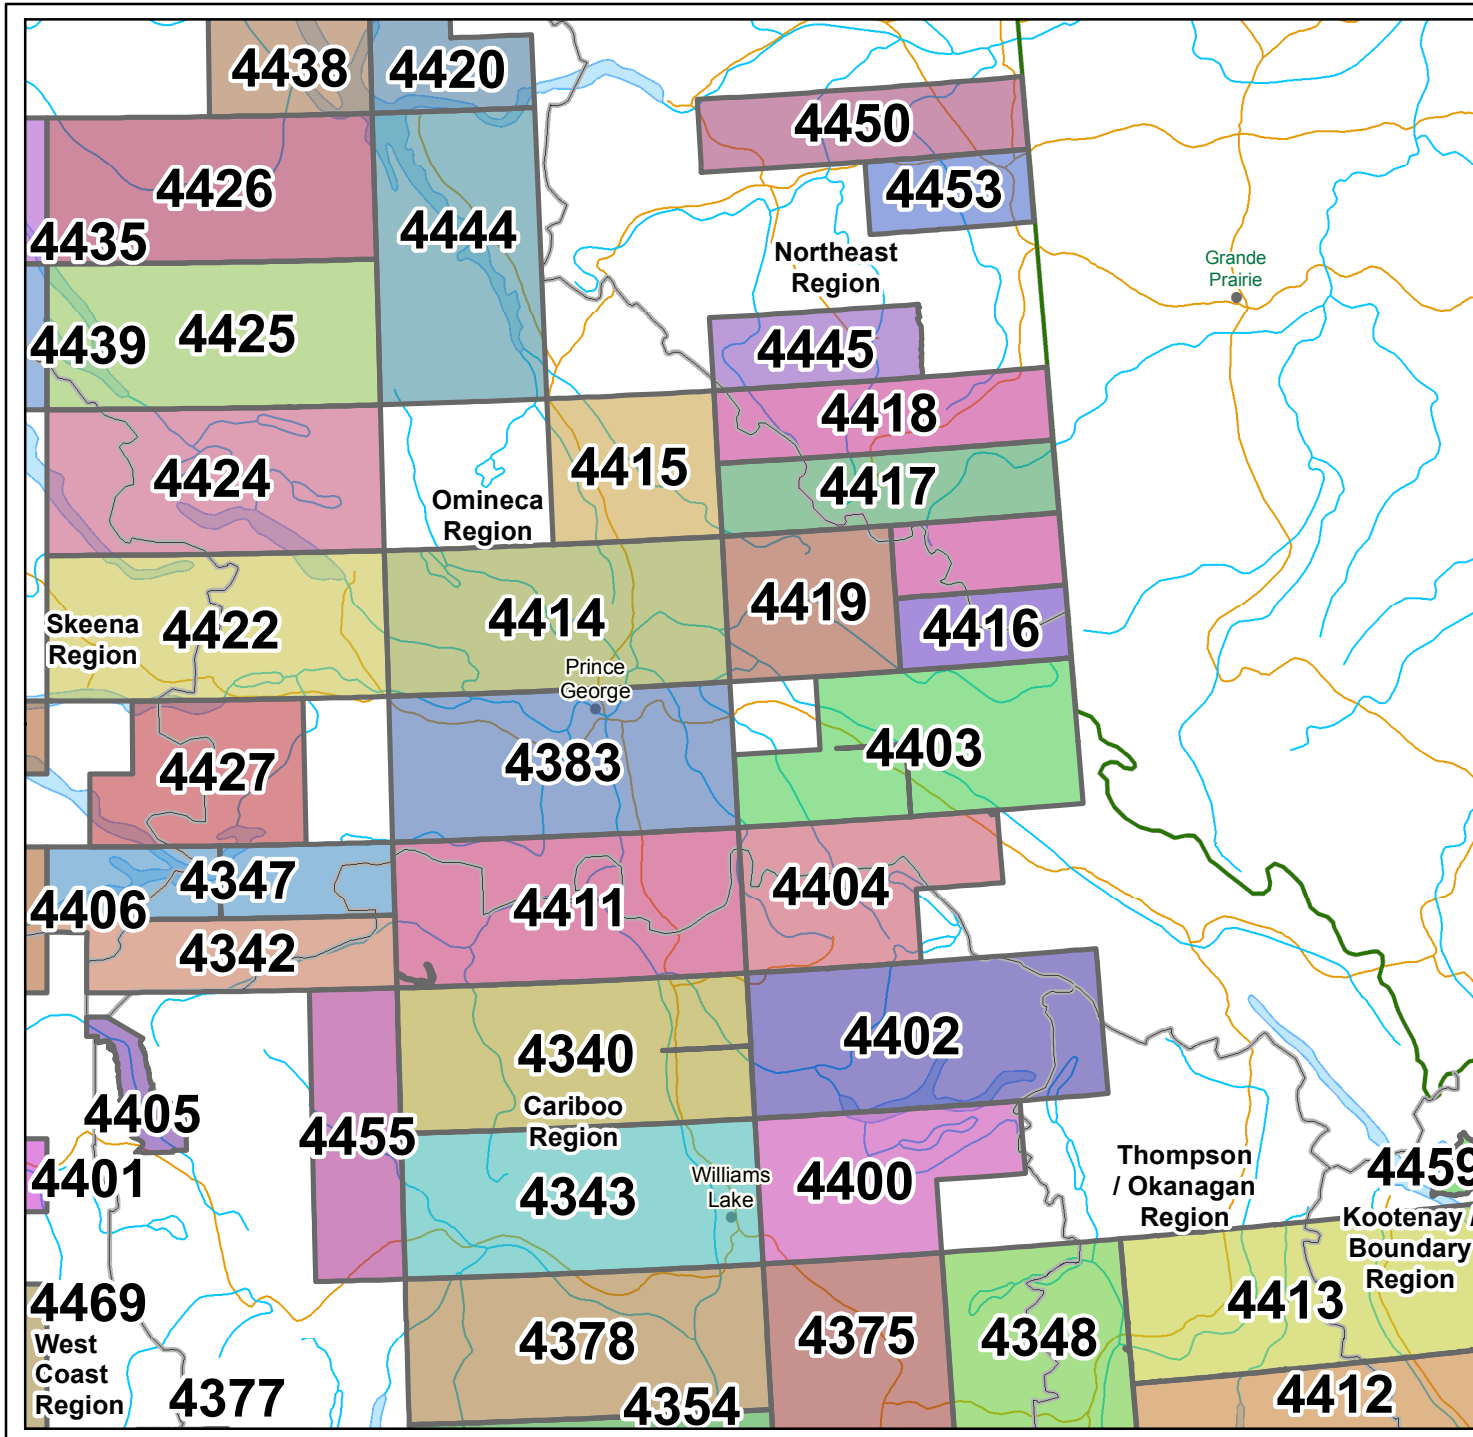 4438
4420
4450
4426
4453
4435
4444
Northeast
Region
Grande
Prairie
4439
4425
4445
4418
4424
4415
4417
Omineca
Region
4419
4414
4422
4416
Skeena
Region
Prince
George
4427
4383
4403
4347
4404
4406
4411
4342
4402
4340
4405
Cariboo
Region
4455
4401
4343
Williams
Lake
4400
Thompson
/ Okanagan
Region
4459
Kootenay /
Boundary
Region
4469
4413
West
Coast
Region
4378
4375
4348
4377
4354
4412